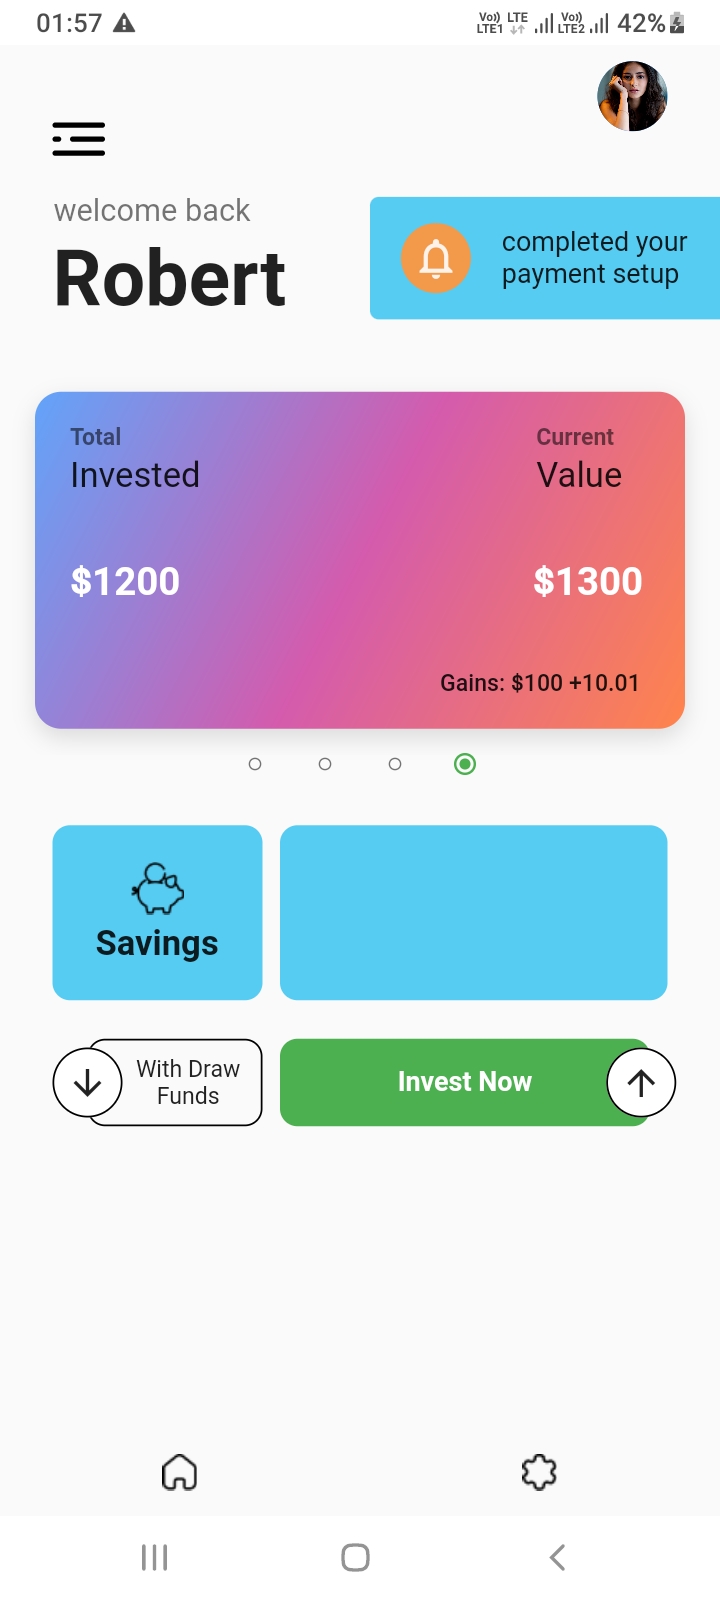 01:57
Vo)) LTE
LTE1
Vo))
LTE2
42%
welcome back
Robert
completed your
payment setup
Total
Invested
Current
Value
$1200
$1300
Gains: $100 +10.01
Savings
With Draw
Funds
Invest Now